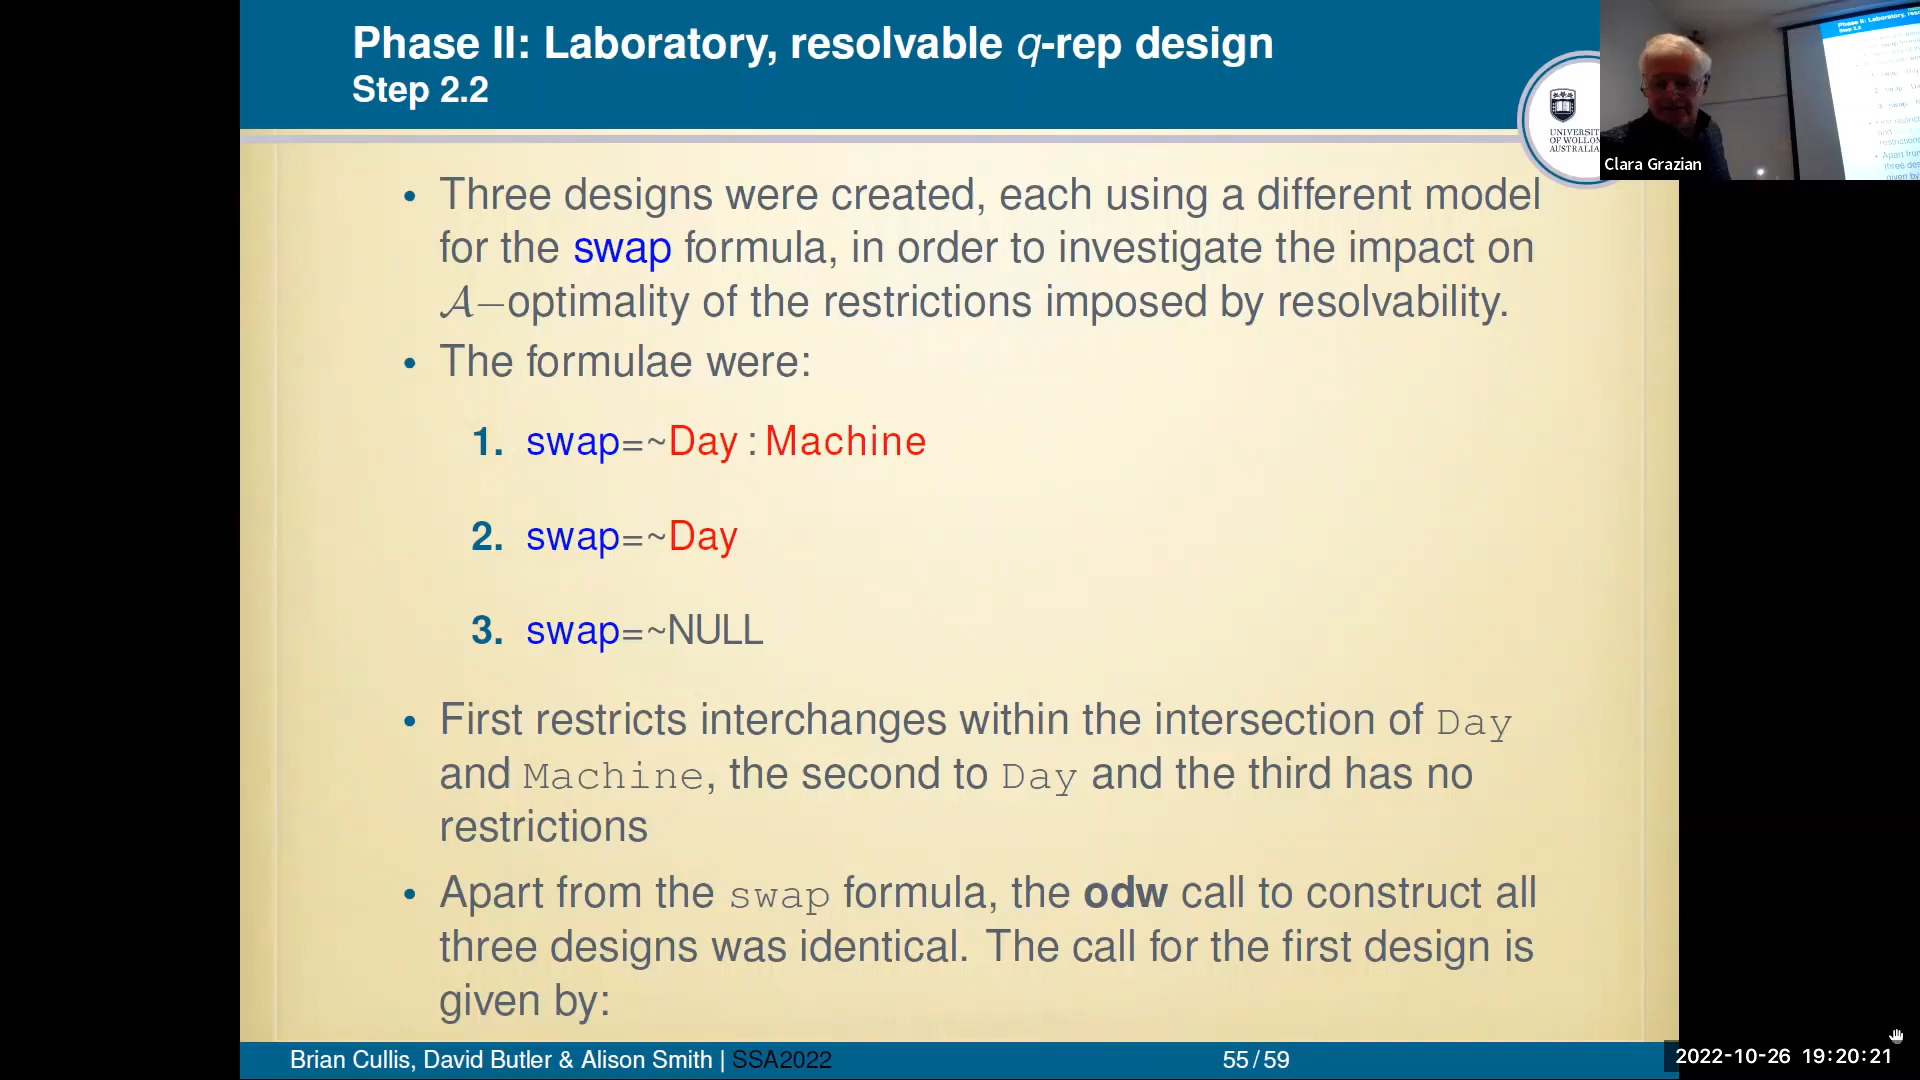 Phase II: Laboratory, resolvable q-rep design
Step 2.2
UNIVERSIT
OF WOLLON
AUSTRALIA
Clara Grazian
• Three designs were created, each using a different model
for the swap formula, in order to investigate the impact on
𝒜−optimality of the restrictions imposed by resolvability.
• The formulae were:
1. swap=~Day:Machine
2. swap=~Day
3. swap=~NULL
• First restricts interchanges within the intersection of Day
and Machine, the second to Day and the third has no
restrictions
• Apart from the swap formula, the odw call to construct all
three designs was identical. The call for the first design is
given by:
Brian Cullis, David Butler & Alison Smith | SSA2022
55/59
2022-10-26 19:20:21